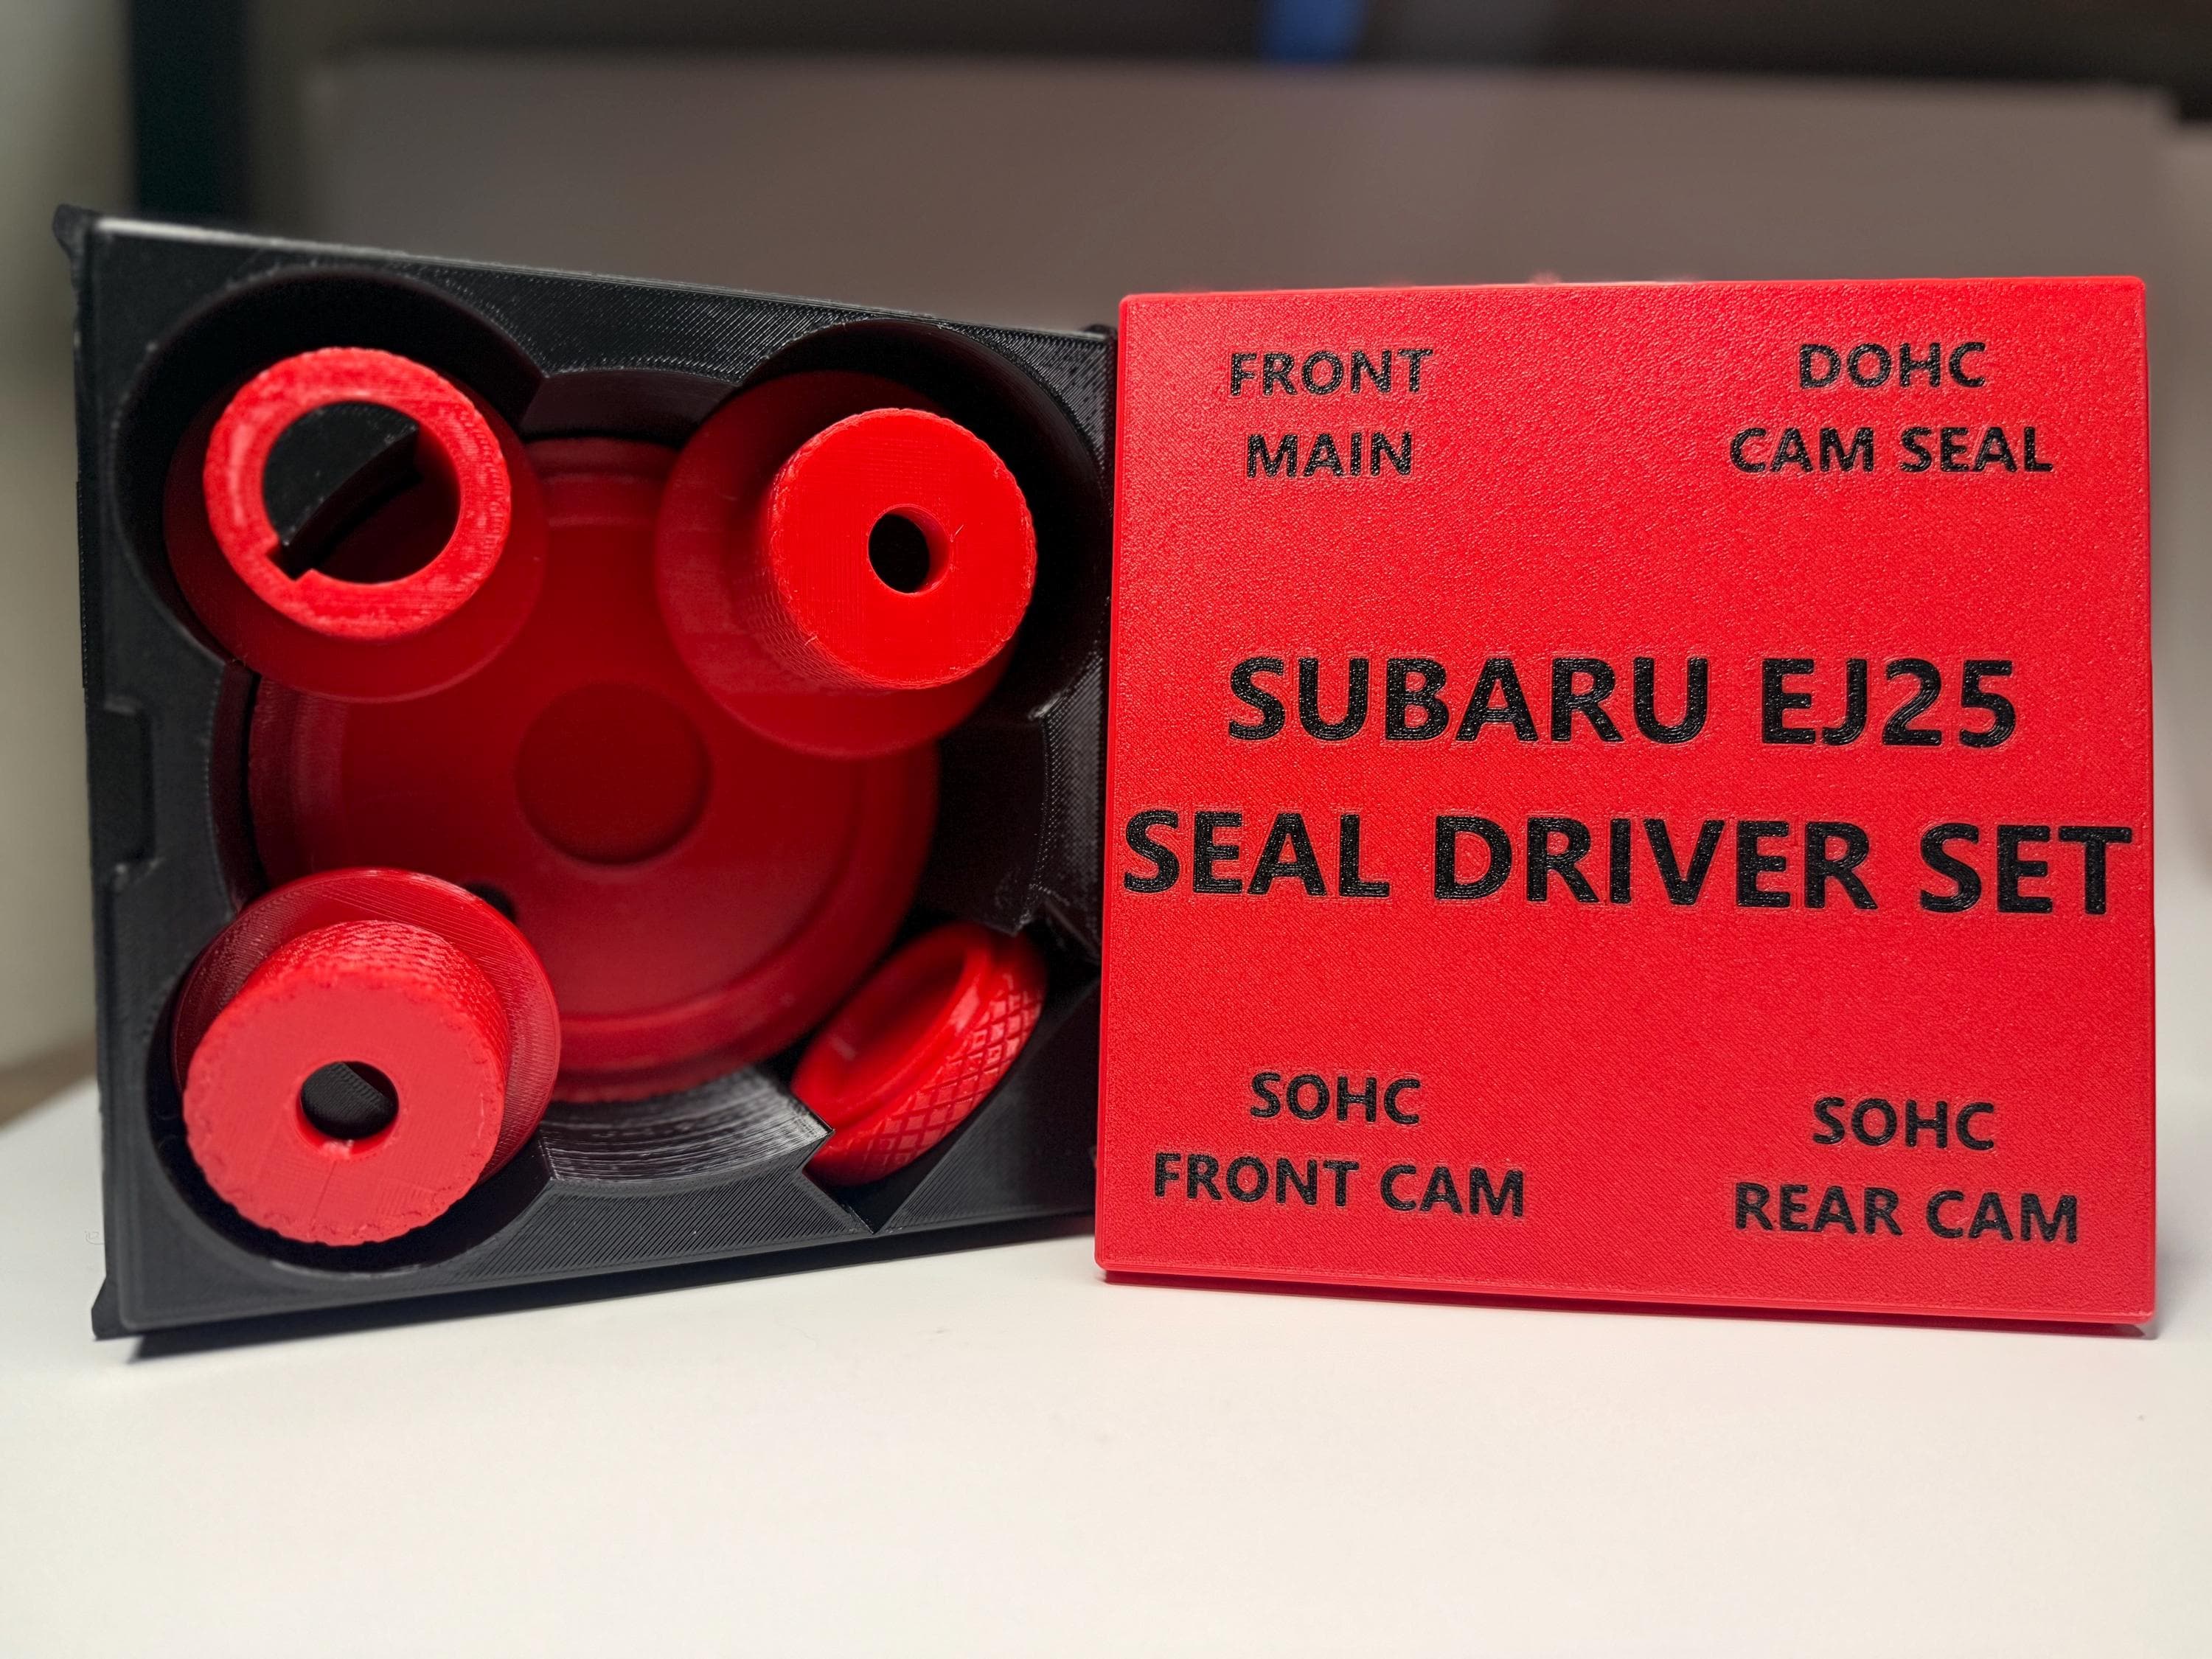 FRONT
MAIN
DOHC
CAM SEAL
SUBARU EJ25
SEAL DRIVER SET
SOHC
FRONT CAM
SOHC
REAR CAM